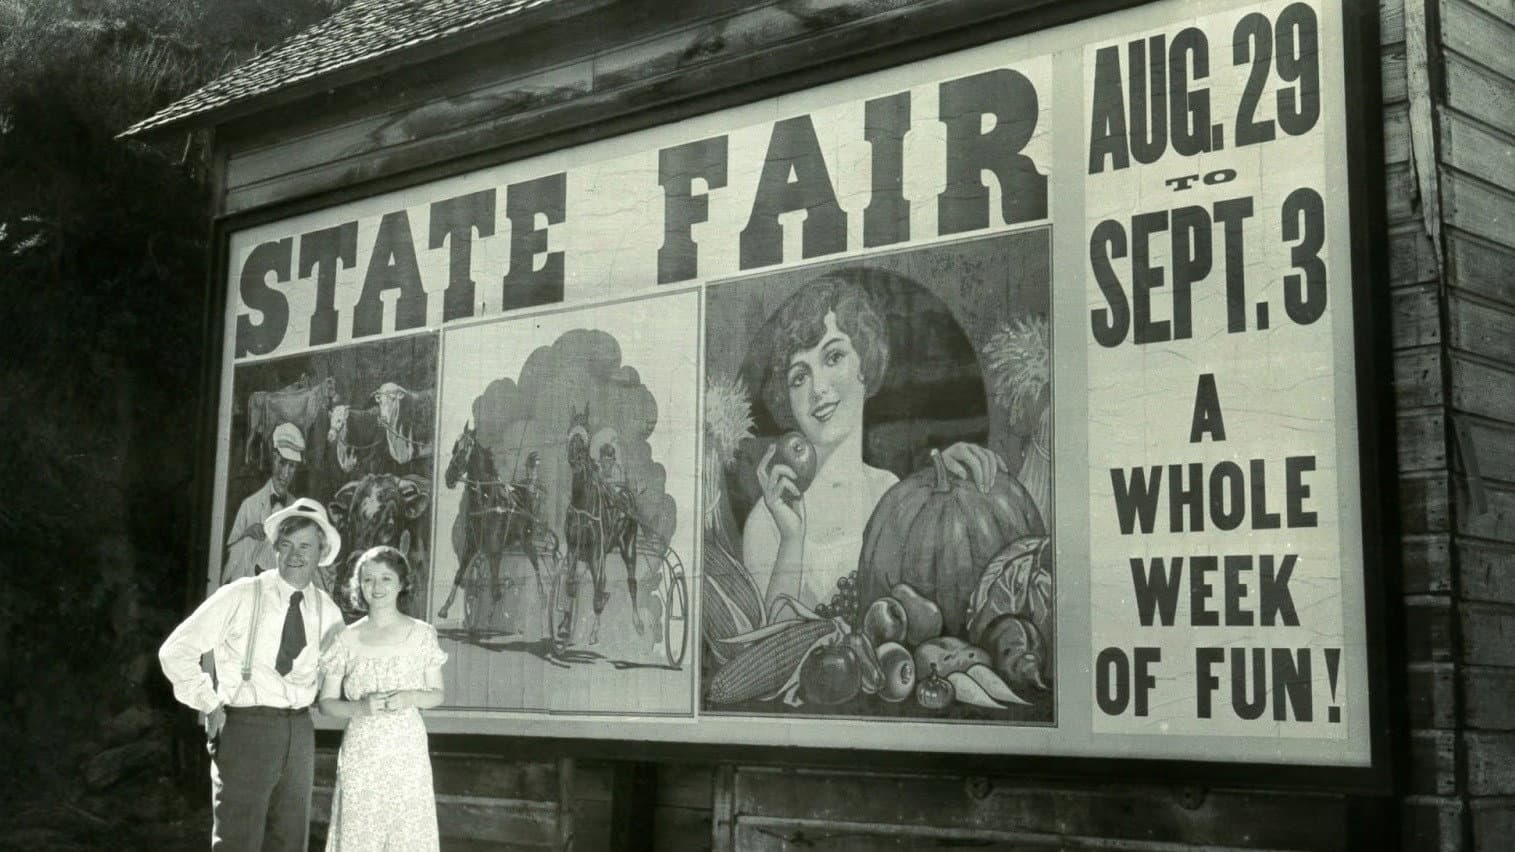 STATE FAIR
AUG. 29
TO
SEPT. 3
A
WHOLE
WEEK
OF FUN!